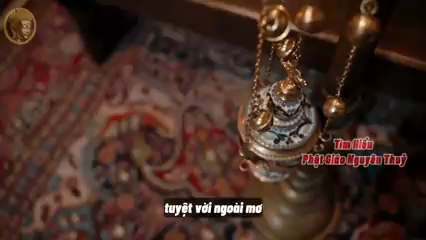 Tìm Hiểu
Phật Giáo Nguyên Thuỷ
tuyệt vời ngoài mơ